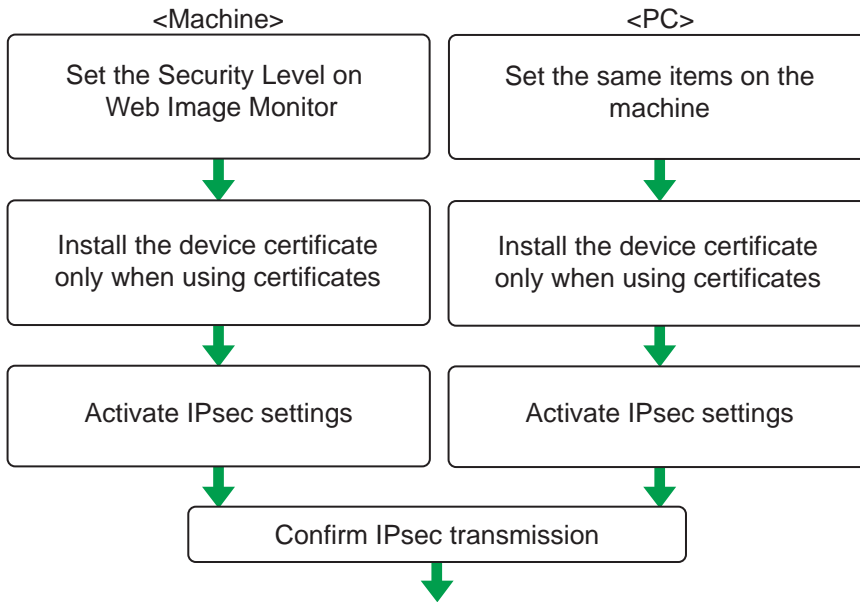 <Machine>
Set the Security Level on
Web Image Monitor
Install the device certificate
only when using certificates
Activate IPsec settings
<PC>
Set the same items on the
machine
Install the device certificate
only when using certificates
Activate IPsec settings
Confirm IPsec transmission